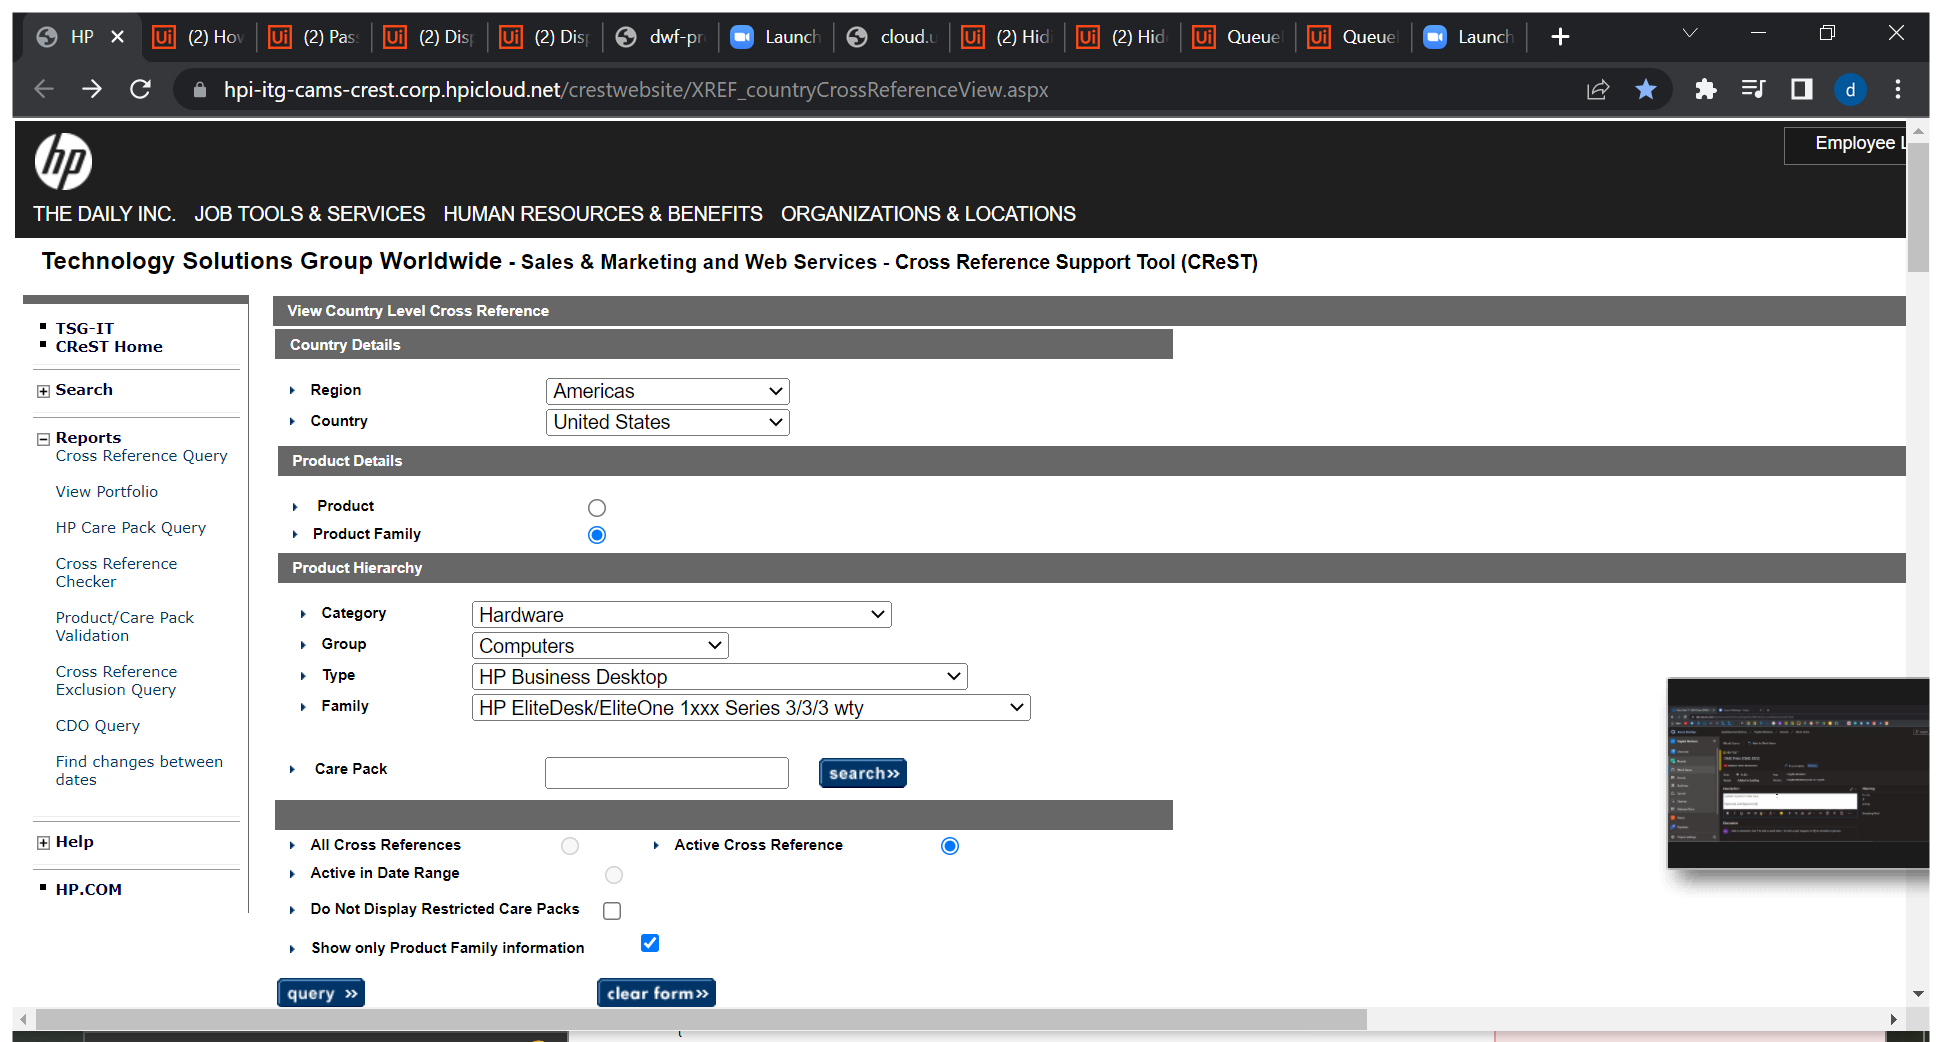 HP
(2) Hov
(2) Pas
(2) Disp
(2) Disp
dwf-pr
Launch
cloud.u
(2) Hidi
(2) Hid
Queue
Queue
Launch
hpi-itg-cams-crest.corp.hpicloud.net/crestwebsite/XREF_countryCrossReferenceView.aspx
d
hp
Employee L
THE DAILY INC. JOB TOOLS & SERVICES HUMAN RESOURCES & BENEFITS ORGANIZATIONS & LOCATIONS
Technology Solutions Group Worldwide - Sales & Marketing and Web Services - Cross Reference Support Tool (CReST)
TSG-IT
CReST Home
Search
Reports
Cross Reference Query
View Portfolio
HP Care Pack Query
Cross Reference
Checker
Product/Care Pack
Validation
Cross Reference
Exclusion Query
CDO Query
Find changes between
dates
Help
HP.COM
View Country Level Cross Reference
Country Details
Region Americas
Country United States
Product Details
Product
Product Family
Product Hierarchy
Category Hardware
Group Computers
Type HP Business Desktop
Family HP EliteDesk/EliteOne 1xxx Series 3/3/3 wty
Care Pack search»
All Cross References Active Cross Reference
Active in Date Range
Do Not Display Restricted Care Packs
Show only Product Family information
query » clear form»